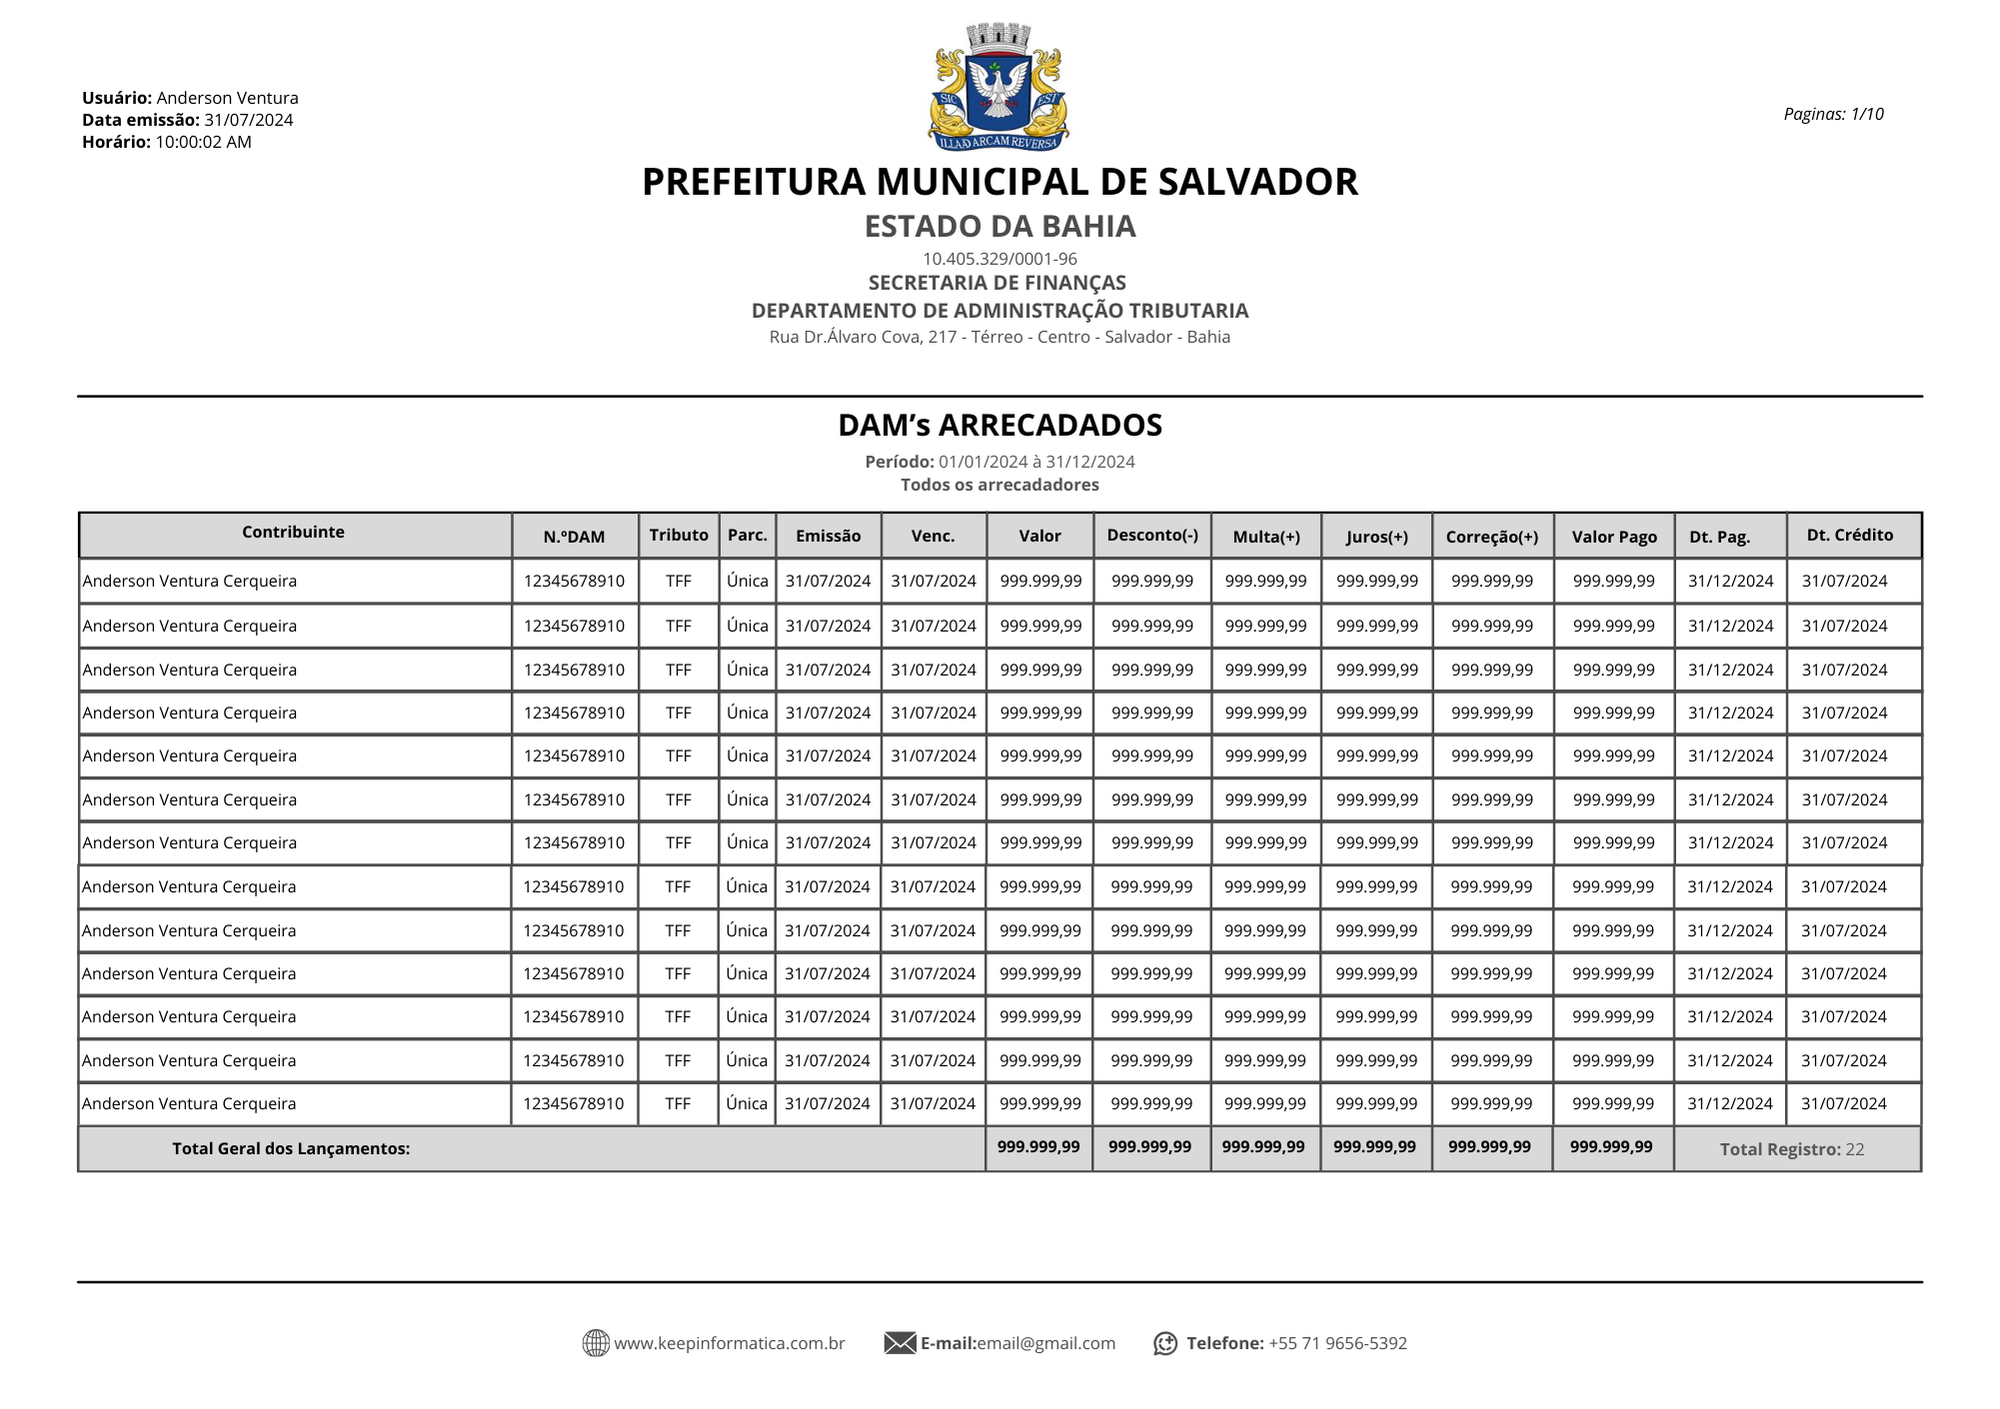 Usuário: Anderson Ventura
Data emissão: 31/07/2024
Horário: 10:00:02 AM
SIC EST
ILLA AD ARCAM REVERSA
Paginas: 1/10
PREFEITURA MUNICIPAL DE SALVADOR
ESTADO DA BAHIA
10.405.329/0001-96
SECRETARIA DE FINANÇAS
DEPARTAMENTO DE ADMINISTRAÇÃO TRIBUTARIA
Rua Dr.Álvaro Cova, 217 - Térreo - Centro - Salvador - Bahia
DAM’s ARRECADADOS
Período: 01/01/2024 à 31/12/2024
Todos os arrecadadores
Contribuinte N.ºDAM Tributo Parc. Emissão Venc. Valor Desconto(-) Multa(+) Juros(+) Correção(+) Valor Pago Dt. Pag. Dt. Crédito
Anderson Ventura Cerqueira 12345678910 TFF Única 31/07/2024 31/07/2024 999.999,99 999.999,99 999.999,99 999.999,99 999.999,99 999.999,99 31/12/2024 31/07/2024
Anderson Ventura Cerqueira 12345678910 TFF Única 31/07/2024 31/07/2024 999.999,99 999.999,99 999.999,99 999.999,99 999.999,99 999.999,99 31/12/2024 31/07/2024
Anderson Ventura Cerqueira 12345678910 TFF Única 31/07/2024 31/07/2024 999.999,99 999.999,99 999.999,99 999.999,99 999.999,99 999.999,99 31/12/2024 31/07/2024
Anderson Ventura Cerqueira 12345678910 TFF Única 31/07/2024 31/07/2024 999.999,99 999.999,99 999.999,99 999.999,99 999.999,99 999.999,99 31/12/2024 31/07/2024
Anderson Ventura Cerqueira 12345678910 TFF Única 31/07/2024 31/07/2024 999.999,99 999.999,99 999.999,99 999.999,99 999.999,99 999.999,99 31/12/2024 31/07/2024
Anderson Ventura Cerqueira 12345678910 TFF Única 31/07/2024 31/07/2024 999.999,99 999.999,99 999.999,99 999.999,99 999.999,99 999.999,99 31/12/2024 31/07/2024
Anderson Ventura Cerqueira 12345678910 TFF Única 31/07/2024 31/07/2024 999.999,99 999.999,99 999.999,99 999.999,99 999.999,99 999.999,99 31/12/2024 31/07/2024
Anderson Ventura Cerqueira 12345678910 TFF Única 31/07/2024 31/07/2024 999.999,99 999.999,99 999.999,99 999.999,99 999.999,99 999.999,99 31/12/2024 31/07/2024
Anderson Ventura Cerqueira 12345678910 TFF Única 31/07/2024 31/07/2024 999.999,99 999.999,99 999.999,99 999.999,99 999.999,99 999.999,99 31/12/2024 31/07/2024
Anderson Ventura Cerqueira 12345678910 TFF Única 31/07/2024 31/07/2024 999.999,99 999.999,99 999.999,99 999.999,99 999.999,99 999.999,99 31/12/2024 31/07/2024
Anderson Ventura Cerqueira 12345678910 TFF Única 31/07/2024 31/07/2024 999.999,99 999.999,99 999.999,99 999.999,99 999.999,99 999.999,99 31/12/2024 31/07/2024
Anderson Ventura Cerqueira 12345678910 TFF Única 31/07/2024 31/07/2024 999.999,99 999.999,99 999.999,99 999.999,99 999.999,99 999.999,99 31/12/2024 31/07/2024
Anderson Ventura Cerqueira 12345678910 TFF Única 31/07/2024 31/07/2024 999.999,99 999.999,99 999.999,99 999.999,99 999.999,99 999.999,99 31/12/2024 31/07/2024
Total Geral dos Lançamentos: 999.999,99 999.999,99 999.999,99 999.999,99 999.999,99 999.999,99 Total Registro: 22
www.keepinformatica.com.br E-mail:email@gmail.com Telefone: +55 71 9656-5392